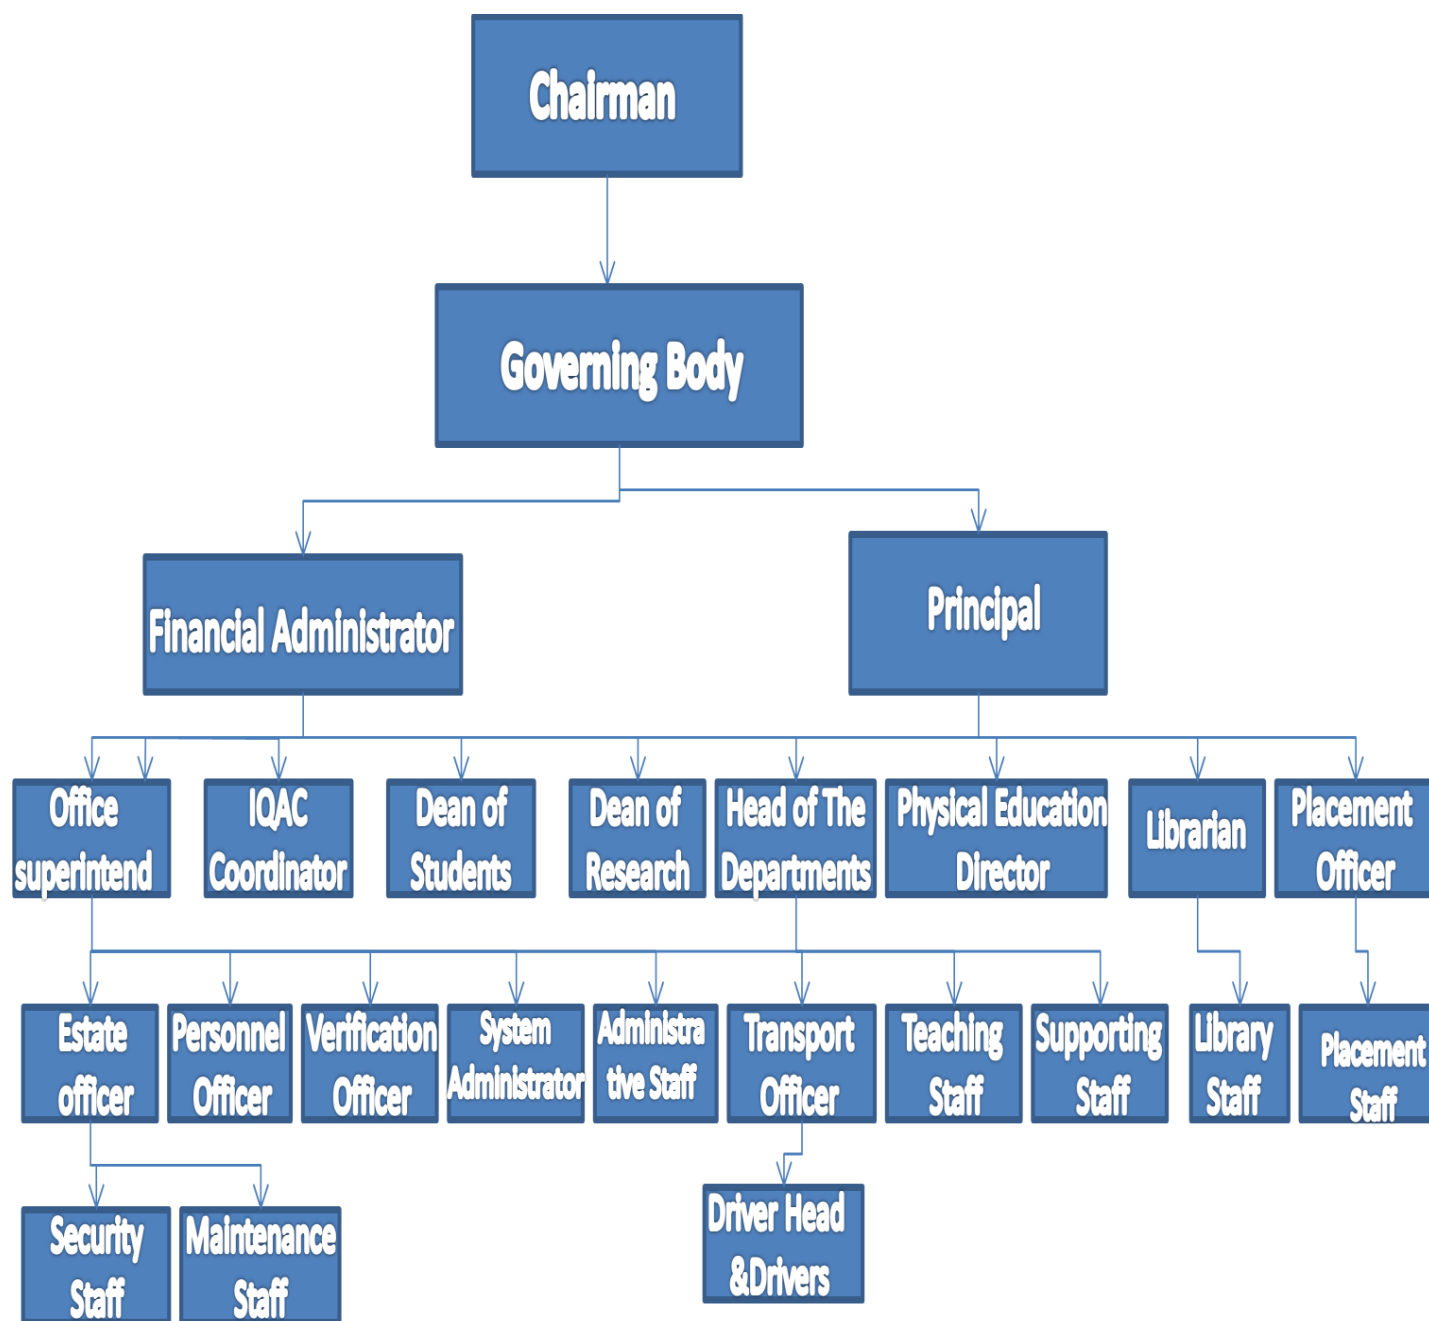 Chairman
Governing Body
Financial Administrator
Principal
Office
superintend
IQAC
Coordinator
Dean of
Students
Dean of
Research
Head of The
Departments
Physical Education
Director
Librarian
Placement
Officer
Estate
officer
Personnel
Officer
Verification
Officer
System
Administrator
Administra
tive Staff
Transport
Officer
Teaching
Staff
Supporting
Staff
Library
Staff
Placement
Staff
Security
Staff
Maintenance
Staff
Driver Head
&Drivers